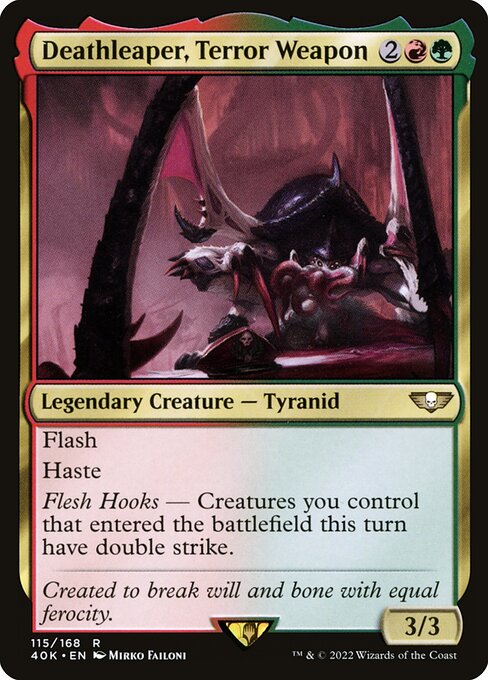 Deathleaper, Terror Weapon 2
Legendary Creature — Tyranid
Flash
Haste
Flesh Hooks — Creatures you control
that entered the battlefield this turn
have double strike.
Created to break will and bone with equal
ferocity.
3/3
115/168 R
40K • EN Mirko Failoni
™ & © 2022 Wizards of the Coast